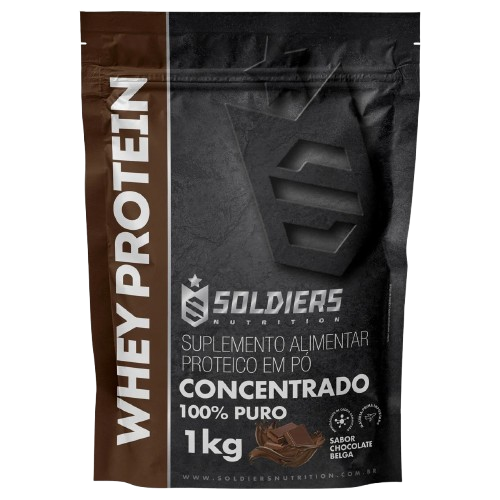 WHEY PROTEIN
SOLDIERS
NUTRITION
SUPLEMENTO ALIMENTAR
PROTEICO EM PÓ
CONCENTRADO
100% PURO
1kg
SABOR
CHOCOLATE
BELGA
WWW.SOLDIERSNUTRITION.COM.BR